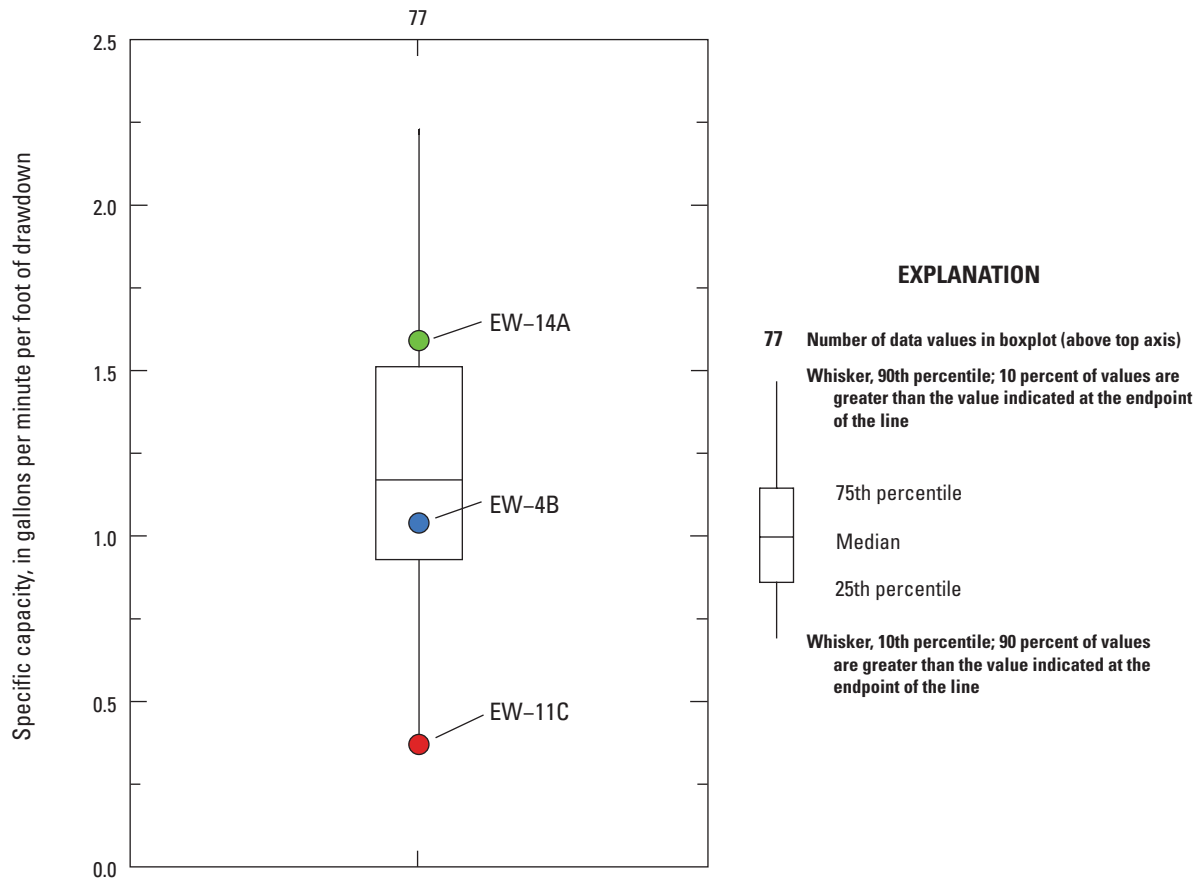 77
2.5
2.0
1.5
1.0
0.5
0.0
Specific capacity, in gallons per minute per foot of drawdown
EW–14A
EW–4B
EW–11C
EXPLANATION
77 Number of data values in boxplot (above top axis)
Whisker, 90th percentile; 10 percent of values are
greater than the value indicated at the endpoint
of the line
75th percentile
Median
25th percentile
Whisker, 10th percentile; 90 percent of values
are greater than the value indicated at the
endpoint of the line